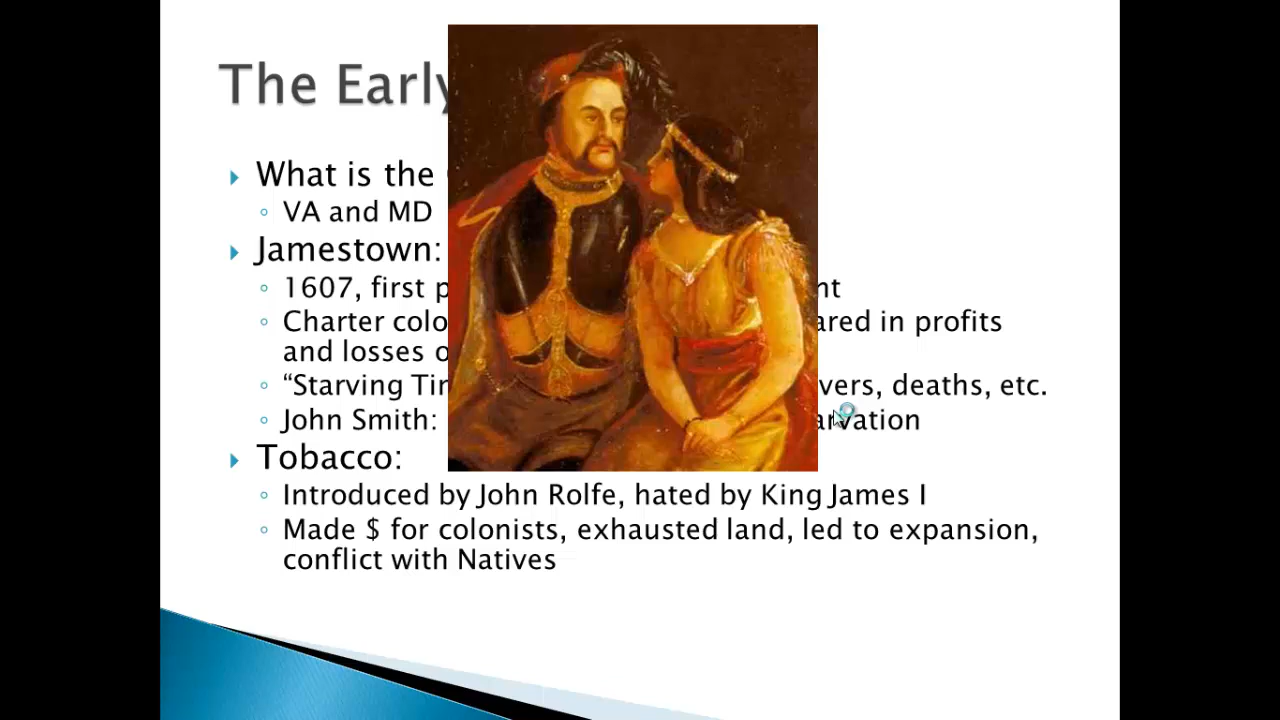 The Early
What is the
VA and MD
Jamestown:
1607, first nt
Charter colo ared in profits
and losses
“Starving Tim vers, deaths, etc.
John Smith: arvation
Tobacco:
Introduced by John Rolfe, hated by King James I
Made $ for colonists, exhausted land, led to expansion,
conflict with Natives